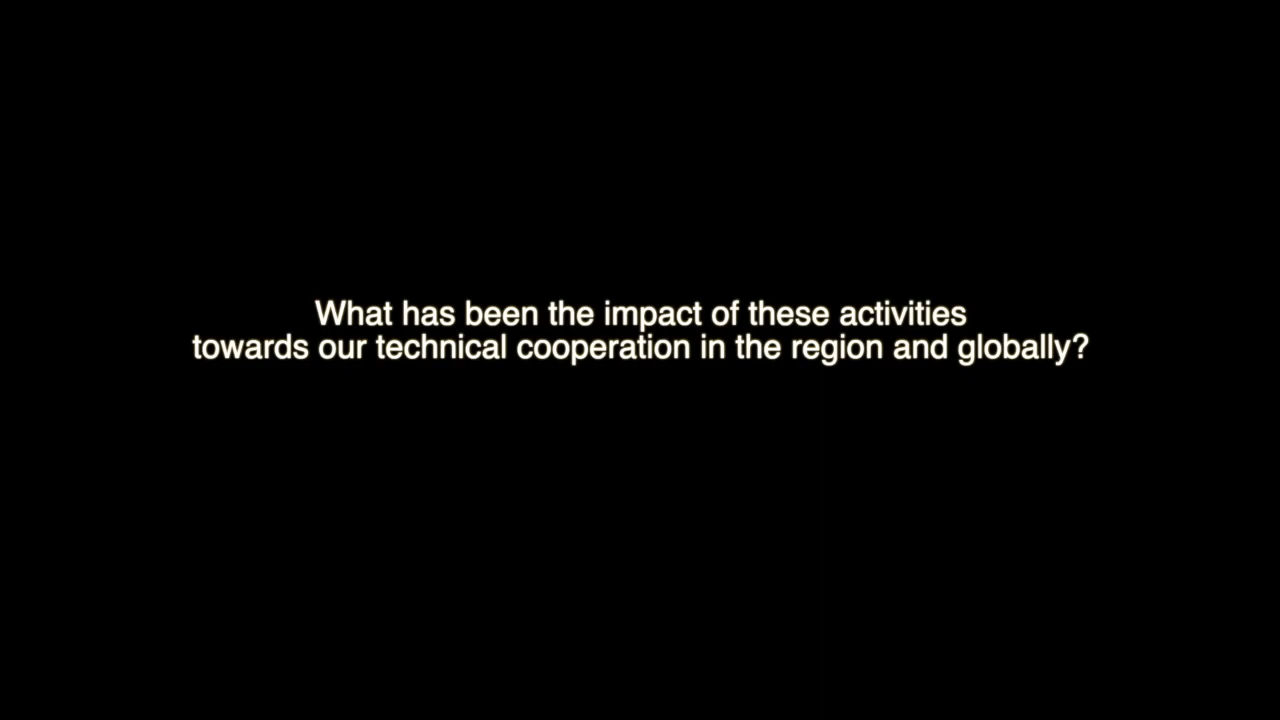 What has been the impact of these activities
towards our technical cooperation in the region and globally?